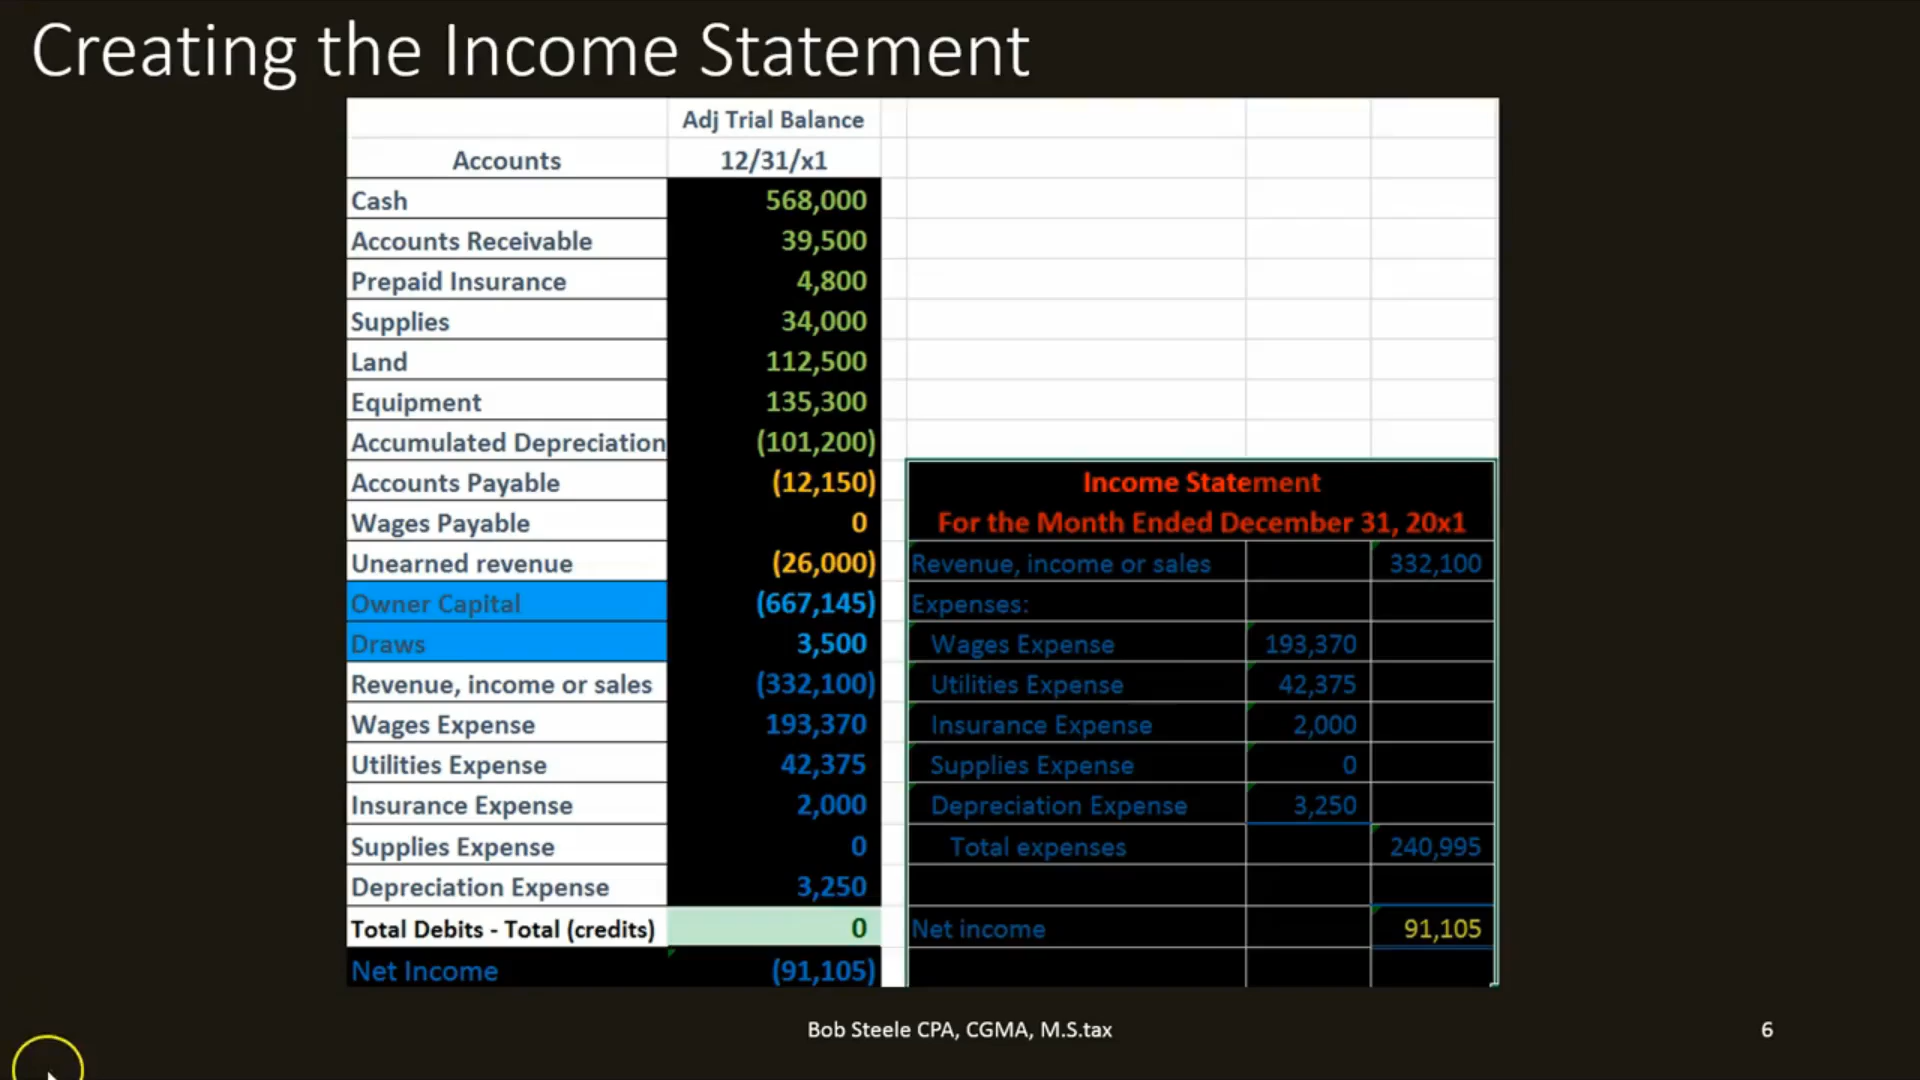 Creating the Income Statement
Adj Trial Balance
Accounts 12/31/x1
Cash 568,000
Accounts Receivable 39,500
Prepaid Insurance 4,800
Supplies 34,000
Land 112,500
Equipment 135,300
Accumulated Depreciation (101,200)
Accounts Payable (12,150)
Wages Payable 0
Unearned revenue (26,000)
Owner Capital (667,145)
Draws 3,500
Revenue, income or sales (332,100)
Wages Expense 193,370
Utilities Expense 42,375
Insurance Expense 2,000
Supplies Expense 0
Depreciation Expense 3,250
Total Debits - Total (credits) 0
Net Income (91,105)
Income Statement
For the Month Ended December 31, 20x1
Revenue, income or sales 332,100
Expenses:
Wages Expense 193,370
Utilities Expense 42,375
Insurance Expense 2,000
Supplies Expense 0
Depreciation Expense 3,250
Total expenses 240,995
Net income 91,105
Bob Steele CPA, CGMA, M.S.tax
6